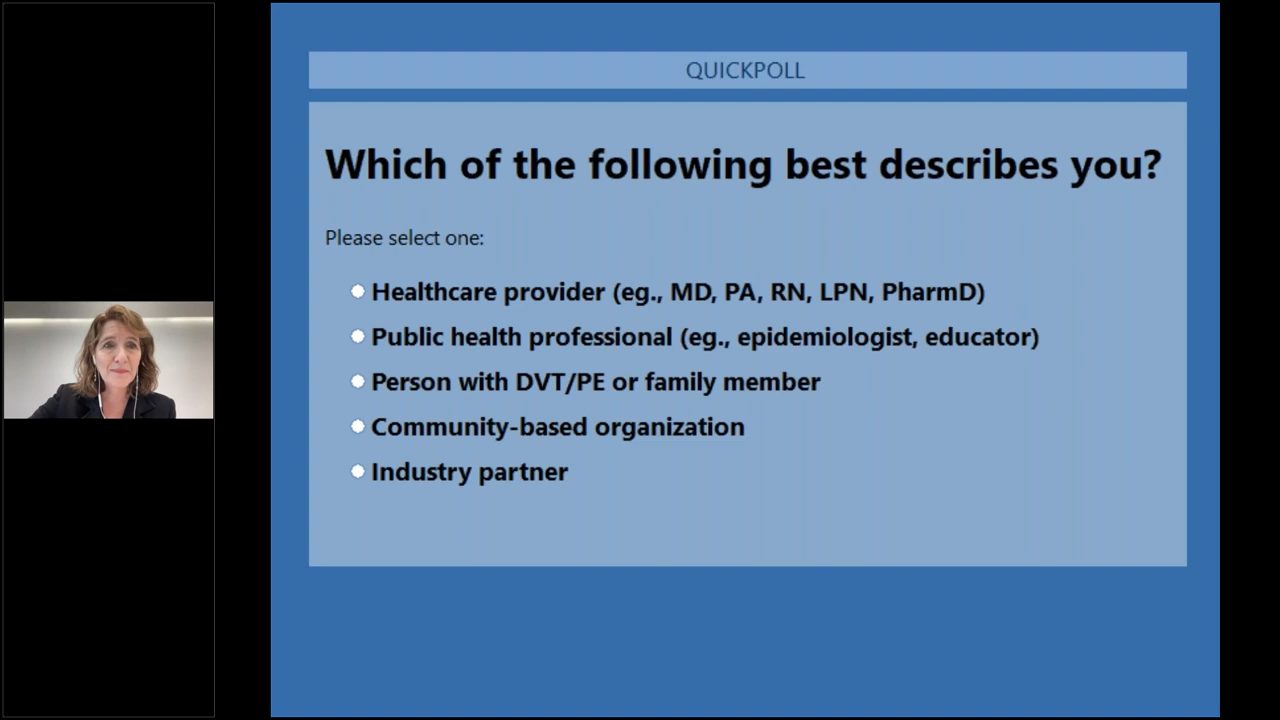 QUICKPOLL
Which of the following best describes you?
Please select one:
Healthcare provider (eg., MD, PA, RN, LPN, PharmD)
Public health professional (eg., epidemiologist, educator)
Person with DVT/PE or family member
Community-based organization
Industry partner